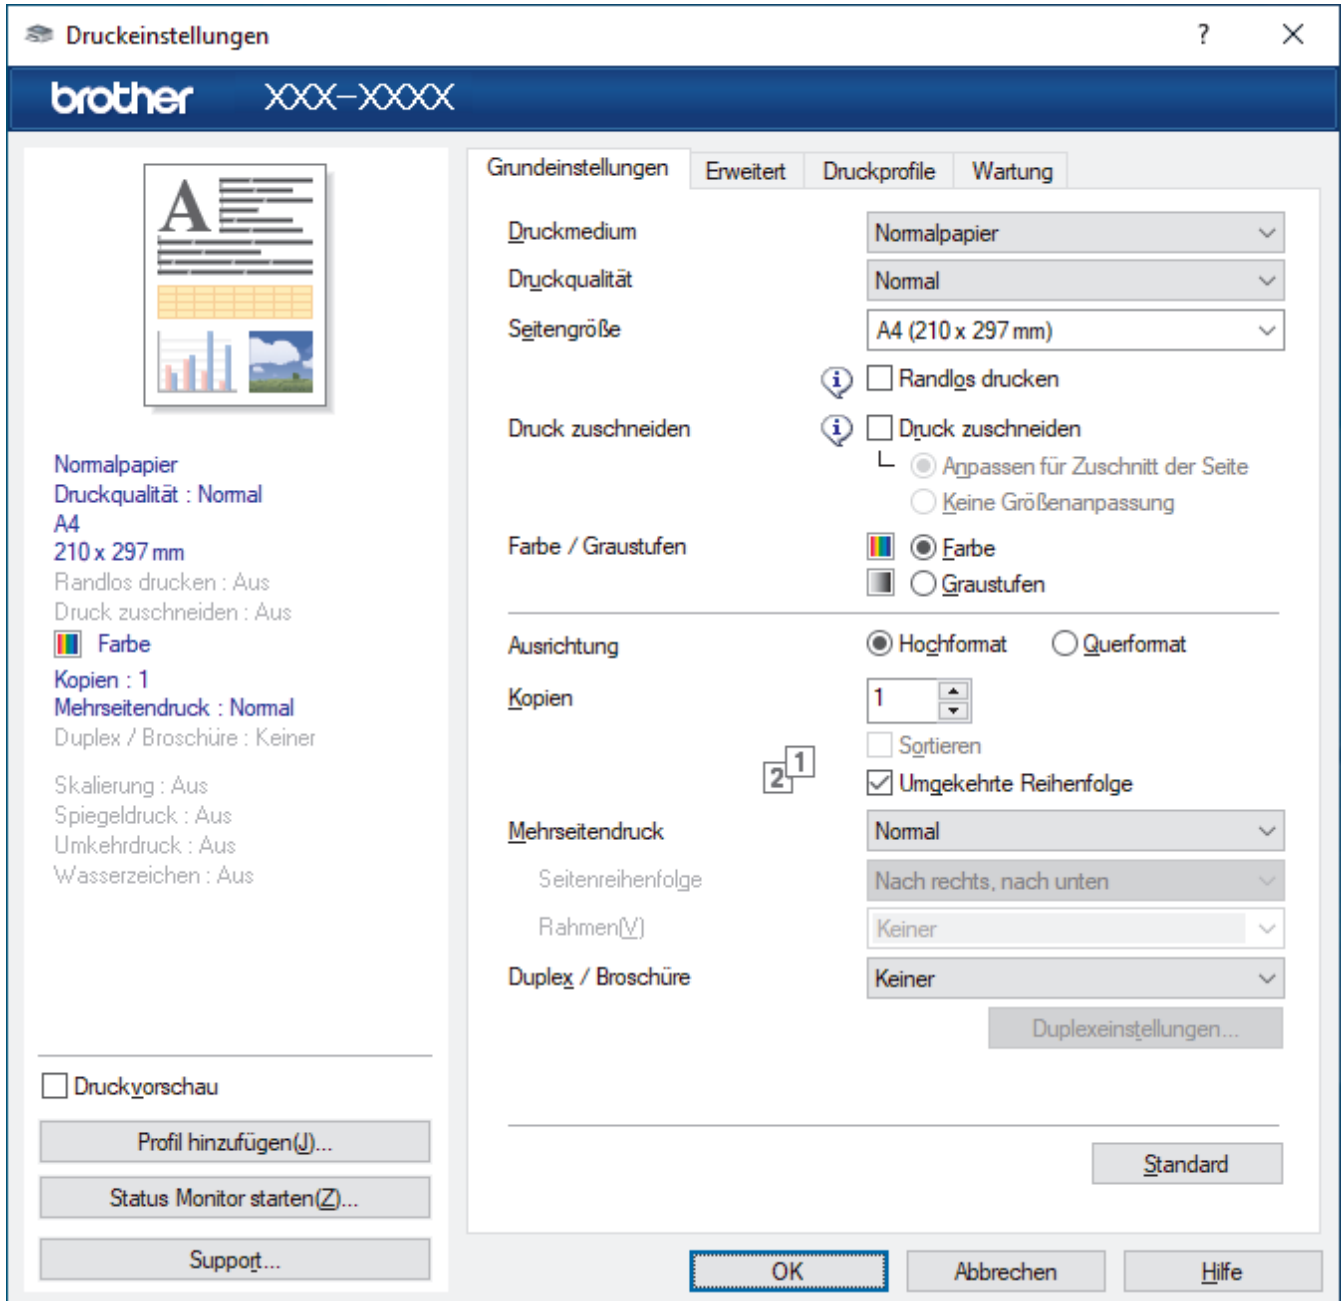 Druckeinstellungen ?
brother XXX-XXXX
Grundeinstellungen Erweitert Druckprofile Wartung
A
Normalpapier
Druckqualität : Normal
A4
210 x 297 mm
Randlos drucken : Aus
Druck zuschneiden : Aus
Farbe
Kopien : 1
Mehrseitendruck : Normal
Duplex / Broschüre : Keiner
Skalierung : Aus
Spiegeldruck : Aus
Umkehrdruck : Aus
Wasserzeichen : Aus
Druckvorschau
Profil hinzufügen(J)...
Status Monitor starten(Z)...
Support...
Druckmedium Normalpapier
Druckqualität Normal
Seitengröße A4 (210 x 297 mm)
i Randlos drucken
Druck zuschneiden i Druck zuschneiden
Anpassen für Zuschnitt der Seite
Keine Größenanpassung
Farbe / Graustufen Farbe
Graustufen
Ausrichtung Hochformat Querformat
Kopien 1
Sortieren
2 1 Umgekehrte Reihenfolge
Mehrseitendruck Normal
Seitenreihenfolge Nach rechts, nach unten
Rahmen(V) Keiner
Duplex / Broschüre Keiner
Duplexeinstellungen...
Standard
OK Abbrechen Hilfe